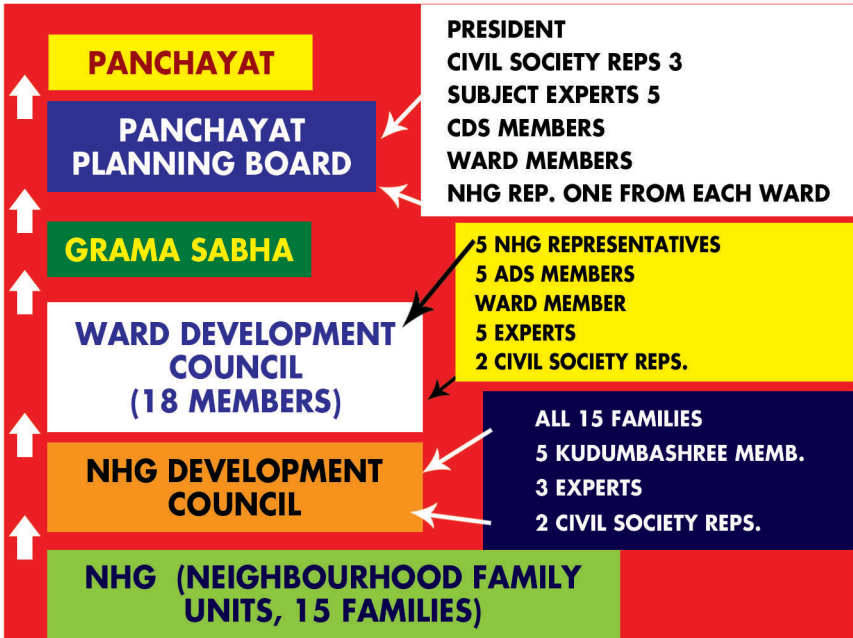 PANCHAYAT
PANCHAYAT
PLANNING BOARD
GRAMA SABHA
WARD DEVELOPMENT
COUNCIL
(18 MEMBERS)
NHG DEVELOPMENT
COUNCIL
NHG (NEIGHBOURHOOD FAMILY
UNITS, 15 FAMILIES)
PRESIDENT
CIVIL SOCIETY REPS 3
SUBJECT EXPERTS 5
CDS MEMBERS
WARD MEMBERS
NHG REP. ONE FROM EACH WARD
5 NHG REPRESENTATIVES
5 ADS MEMBERS
WARD MEMBER
5 EXPERTS
2 CIVIL SOCIETY REPS.
ALL 15 FAMILIES
5 KUDUMBASHREE MEMB.
3 EXPERTS
2 CIVIL SOCIETY REPS.